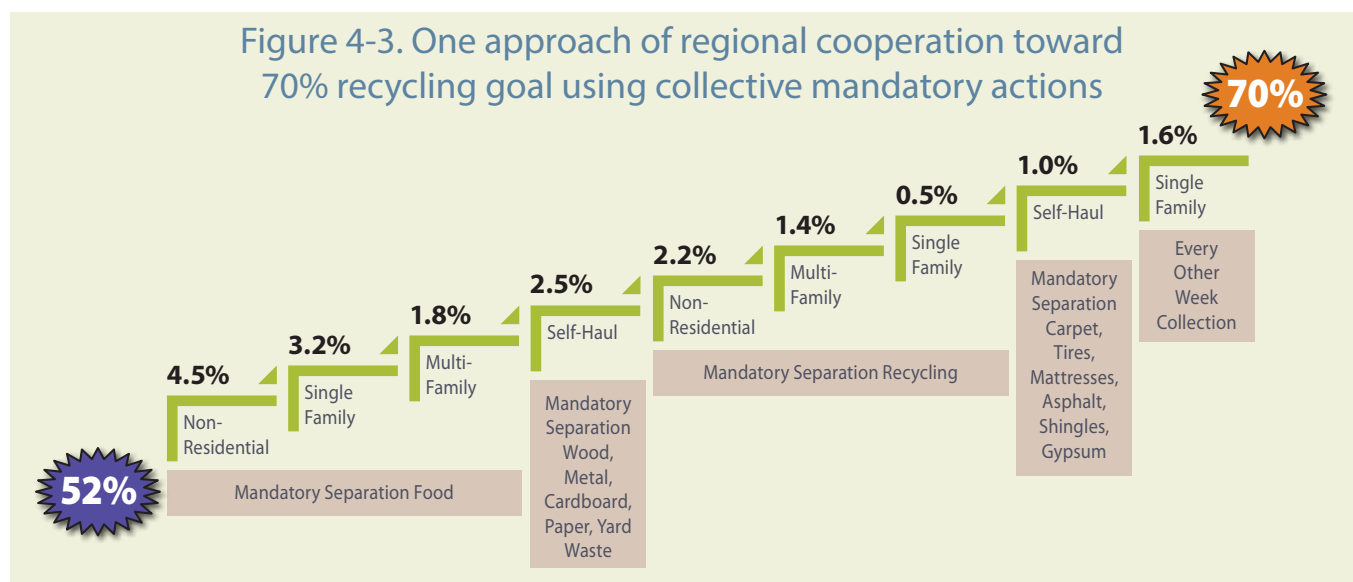 Figure 4-3. One approach of regional cooperation toward
70% recycling goal using collective mandatory actions
52%
4.5%
Non-
Residential
3.2%
Single
Family
1.8%
Multi-
Family
Mandatory Separation Food
2.5%
Self-Haul
Mandatory
Separation
Wood,
Metal,
Cardboard,
Paper, Yard
Waste
2.2%
Non-
Residential
1.4%
Multi-
Family
0.5%
Single
Family
Mandatory Separation Recycling
1.0%
Self-Haul
Mandatory
Separation
Carpet,
Tires,
Mattresses,
Asphalt,
Shingles,
Gypsum
1.6%
Single
Family
Every
Other
Week
Collection
70%